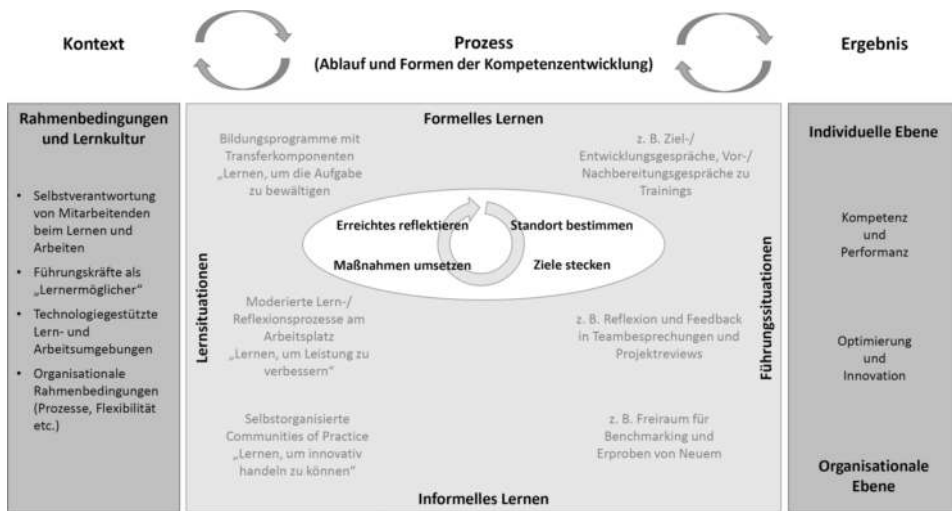 Kontext
Prozess
(Ablauf und Formen der Kompetenzentwicklung)
Ergebnis
Rahmenbedingungen
und Lernkultur
• Selbstverantwortung
von Mitarbeitenden
beim Lernen und
Arbeiten
• Führungskräfte als
„Lernermöglicher“
• Technologiegestützte
Lern- und
Arbeitsumgebungen
• Organisationale
Rahmenbedingungen
(Prozesse, Flexibilität
etc.)
Formelles Lernen
Lernsituationen
Bildungsprogramme mit
Transferkomponenten
„Lernen, um die Aufgabe
zu bewältigen
z. B. Ziel-/
Entwicklungsgespräche, Vor-/
Nachbereitungsgespräche zu
Trainings
Erreichtes reflektieren
Standort bestimmen
Maßnahmen umsetzen
Ziele stecken
Moderierte Lern-/
Reflexionsprozesse am
Arbeitsplatz
„Lernen, um Leistung zu
verbessern“
z. B. Reflexion und Feedback
in Teambesprechungen und
Projektreviews
Selbstorganisierte
Communities of Practice
„Lernen, um innovativ
handeln zu können“
z. B. Freiraum für
Benchmarking und
Erproben von Neuem
Führungssituationen
Informelles Lernen
Individuelle Ebene
Kompetenz
und
Performanz
Optimierung
und
Innovation
Organisationale
Ebene